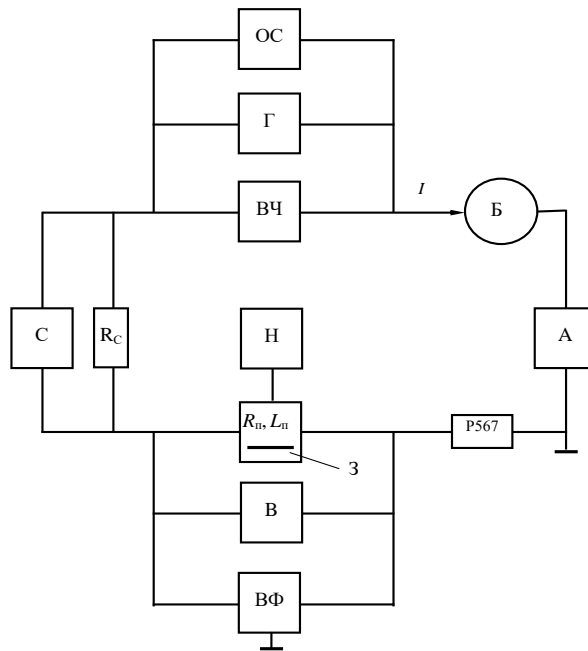 ОС
Г
ВЧ
I
Б
С
R_C
Н
А
R_п, L_п
Р567
З
В
ВФ